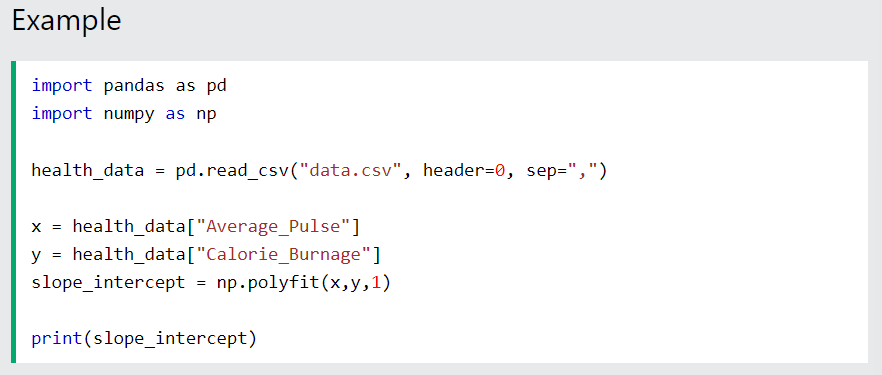 Example
import pandas as pd
import numpy as np
health_data = pd.read_csv("data.csv", header=0, sep=",")
x = health_data["Average_Pulse"]
y = health_data["Calorie_Burnage"]
slope_intercept = np.polyfit(x,y,1)
print(slope_intercept)